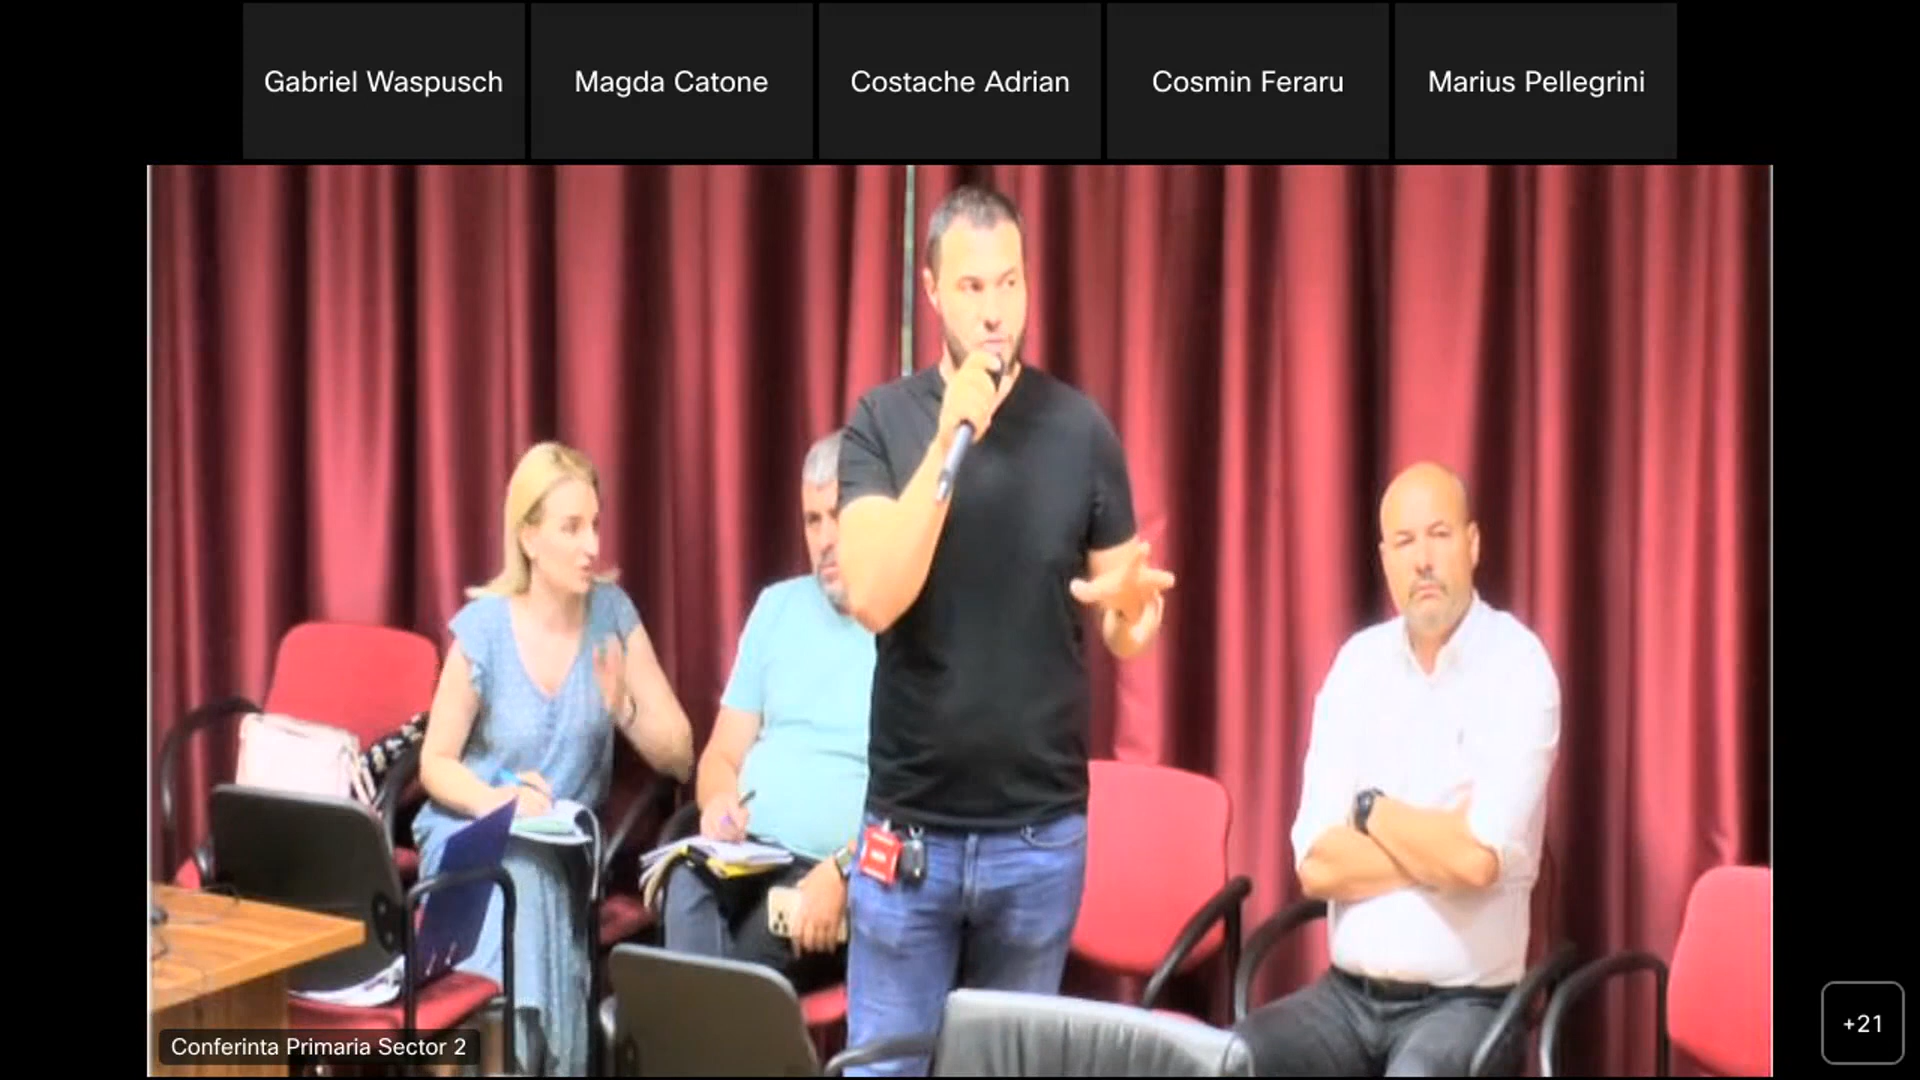 Gabriel Waspusch
Magda Catone
Costache Adrian
Cosmin Feraru
Marius Pellegrini
Conferinta Primaria Sector 2
+21